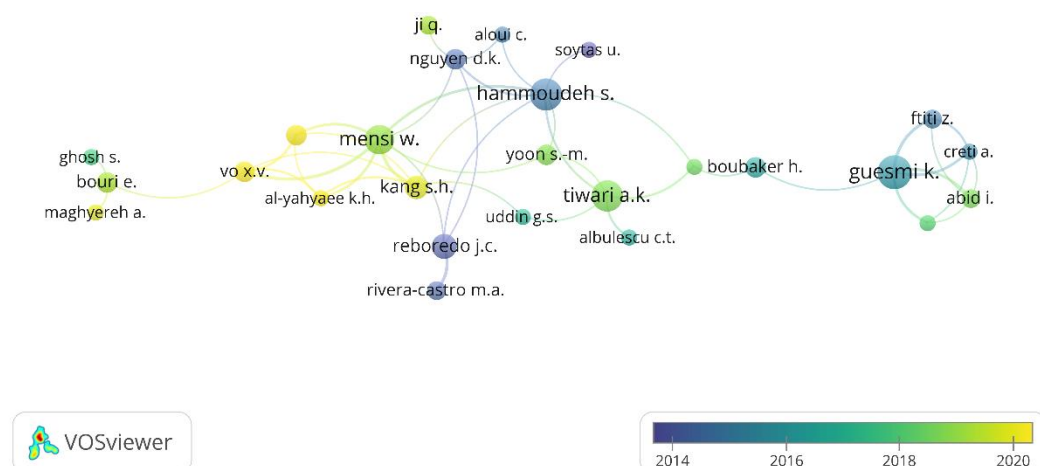 ji q.
aloui c.
nguyen d.k.
soytas u.
hammoudeh s.
ftiti z.
mensi w.
creti a.
ghosh s.
yoon s.-m.
boubaker h.
guesmi k.
vo x.v.
bouri e.
kang s.h.
tiwari a.k.
al-yahyaee k.h.
abid i.
maghyereh a.
uddin g.s.
albulescu c.t.
reboredo j.c.
rivera-castro m.a.
VOSviewer
2014
2016
2018
2020